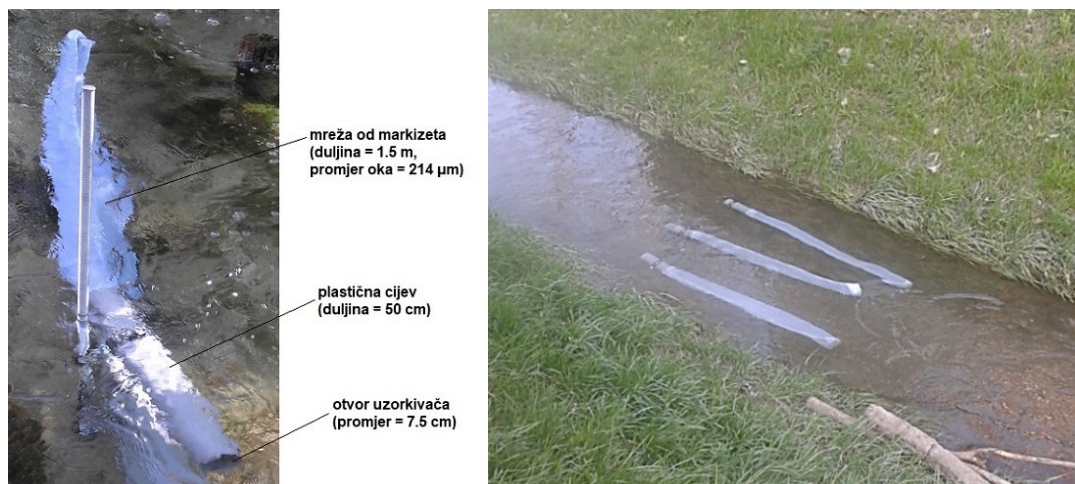 mreža od markizeta
(duljina = 1.5 m,
promjer oka = 214 µm)
plastična cijev
(duljina = 50 cm)
otvor uzorkivača
(promjer = 7.5 cm)